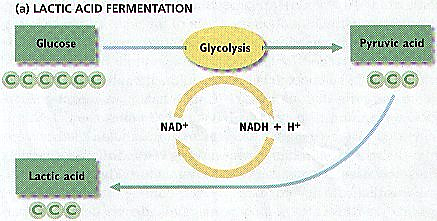 (a) LACTIC ACID FERMENTATION
Glucose
Glycolysis
Pyruvic acid
C C C C C C
C C C
NAD+
NADH + H+
Lactic acid
C C C